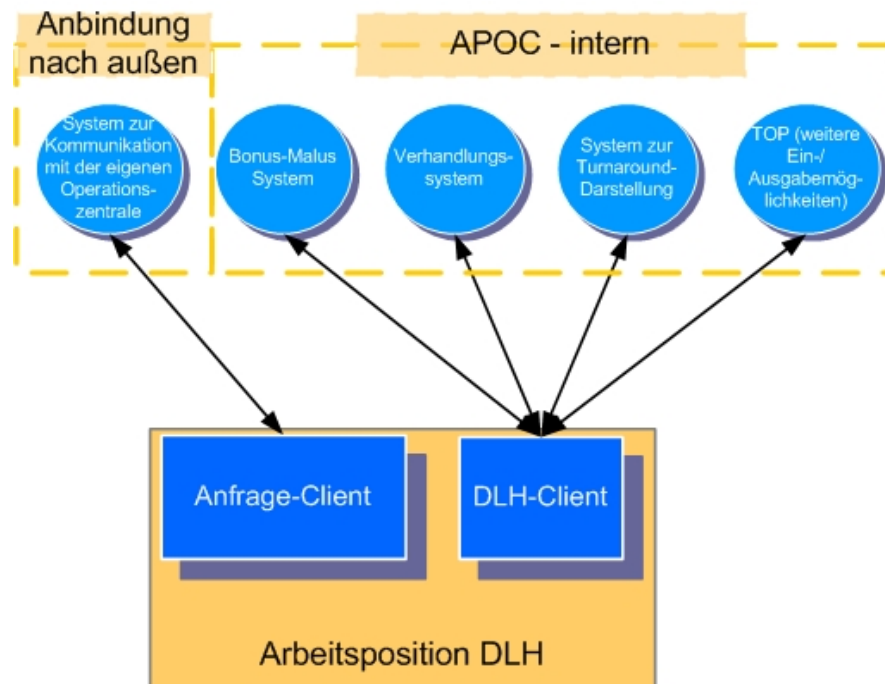 Anbindung
nach außen
APOC - intern
System zur
Kommunikation
mit der eigenen
Operations-
zentrale
Bonus-Malus
System
Verhandlungs-
system
System zur
Turnaround-
Darstellung
TOP (weitere
Ein-/
Ausgabemög-
lichkeiten)
Anfrage-Client
DLH-Client
Arbeitsposition DLH